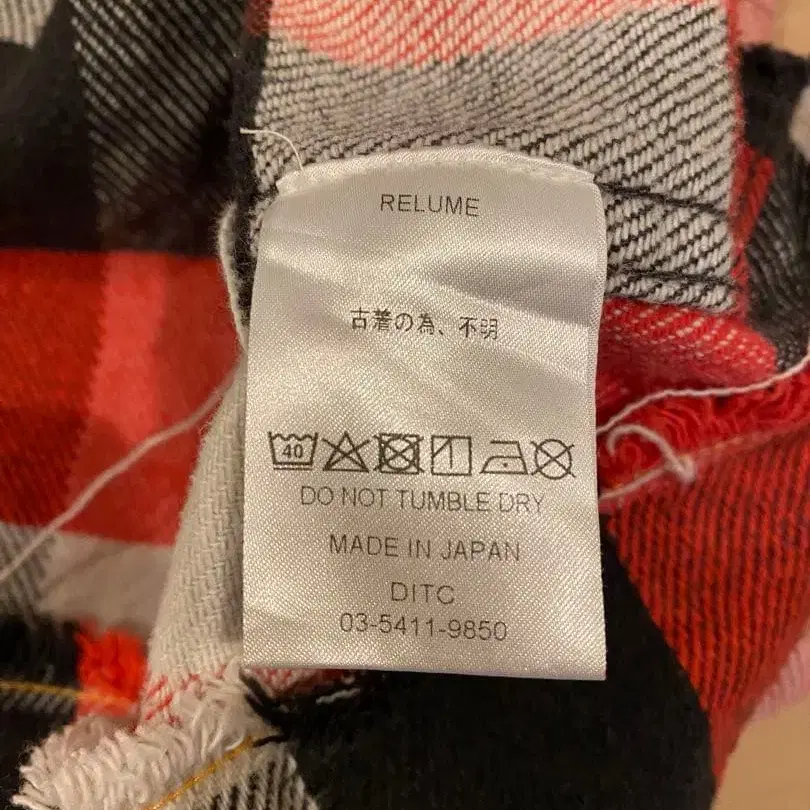 RELUME
古着の為、不明
40
DO NOT TUMBLE DRY
MADE IN JAPAN
DITC
03-5411-9850